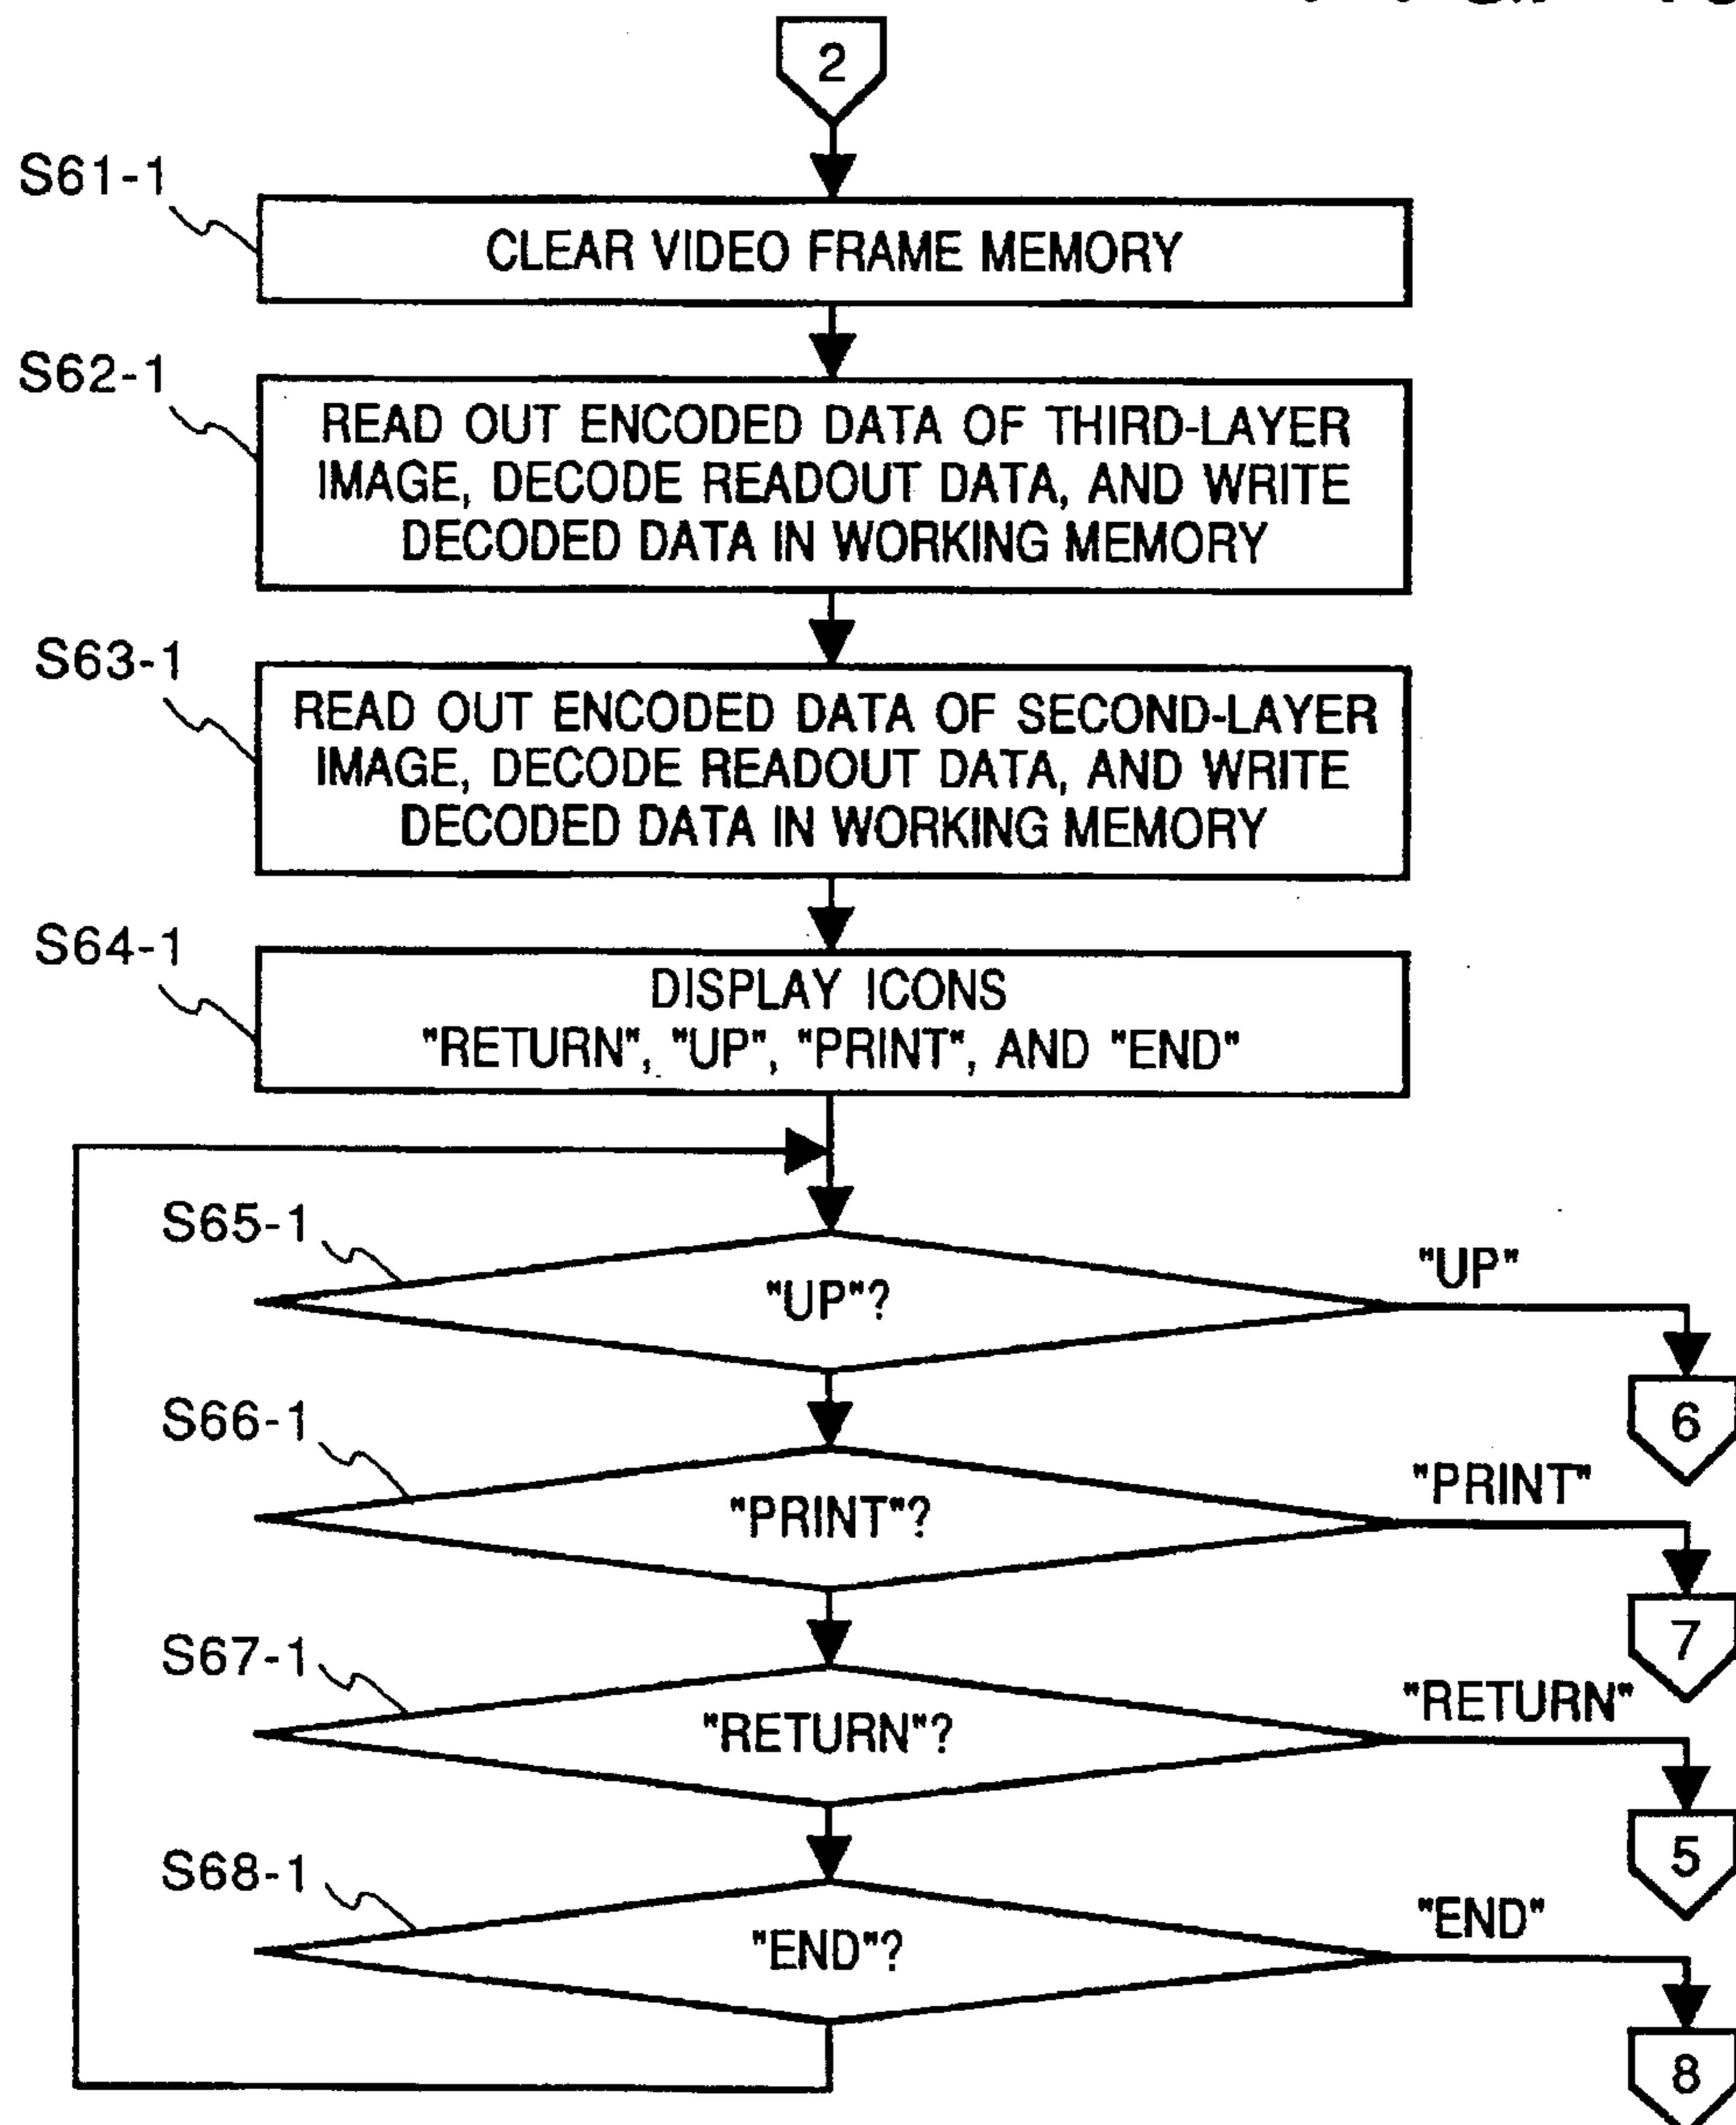 2
S61-1
CLEAR VIDEO FRAME MEMORY
S62-1
READ OUT ENCODED DATA OF THIRD-LAYER
IMAGE, DECODE READOUT DATA, AND WRITE
DECODED DATA IN WORKING MEMORY
S63-1
READ OUT ENCODED DATA OF SECOND-LAYER
IMAGE, DECODE READOUT DATA, AND WRITE
DECODED DATA IN WORKING MEMORY
S64-1
DISPLAY ICONS
"RETURN", "UP", "PRINT", AND "END"
S65-1
"UP"?
"UP"
6
S66-1
"PRINT"?
"PRINT"
7
S67-1
"RETURN"?
"RETURN"
5
S68-1
"END"?
"END"
8